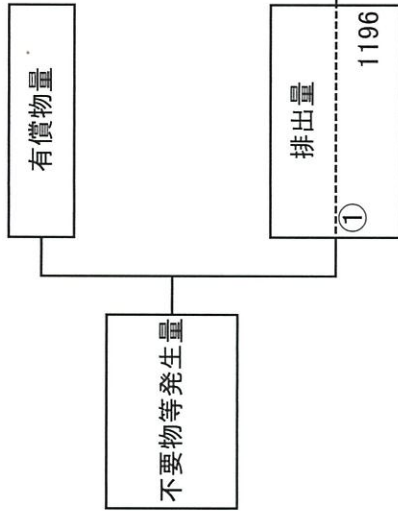 有償物量
不要物等発生量
排出量
①
1196